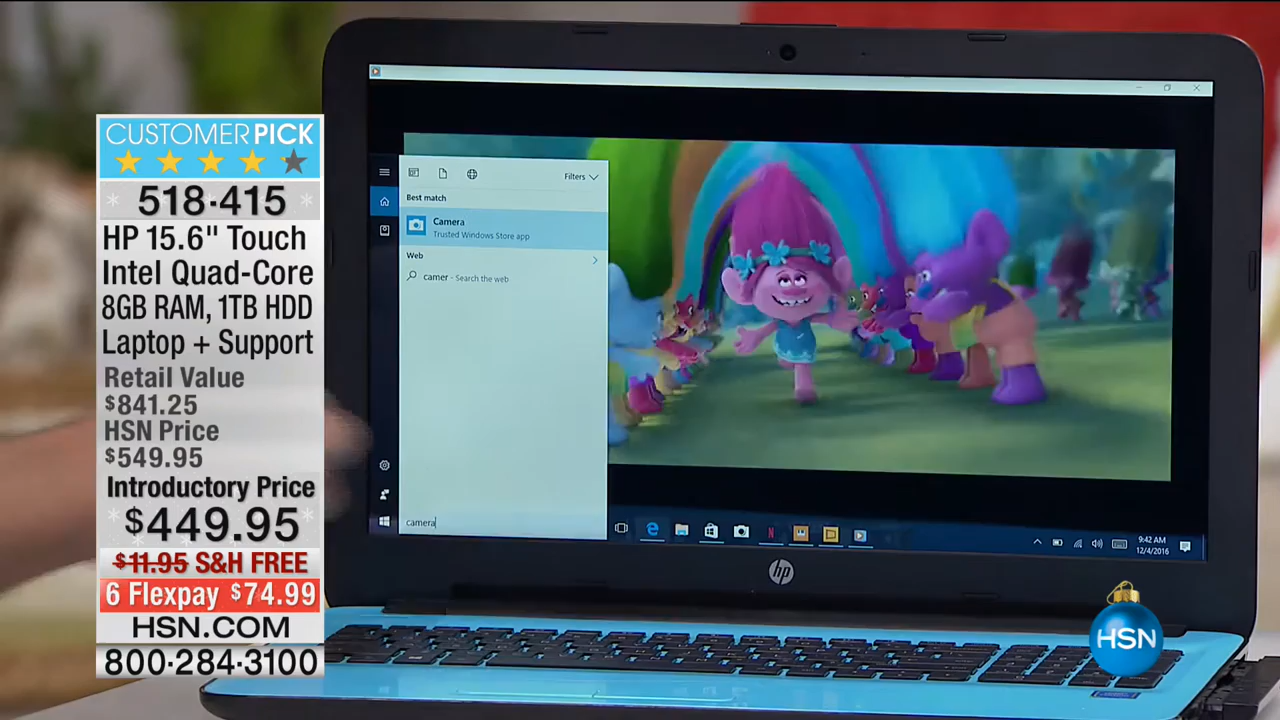 CUSTOMER PICK
518-415
HP 15.6" Touch
Intel Quad-Core
8GB RAM, 1TB HDD
Laptop + Support
Retail Value
$841.25
HSN Price
$549.95
Introductory Price
$449.95
$11.95 S&H FREE
6 Flexpay $74.99
HSN.COM
800-284-3100
Filters
Best match
Camera
Trusted Windows Store app
Web
camer - Search the web
camera
9:42 AM
12/4/2016
hp
HSN